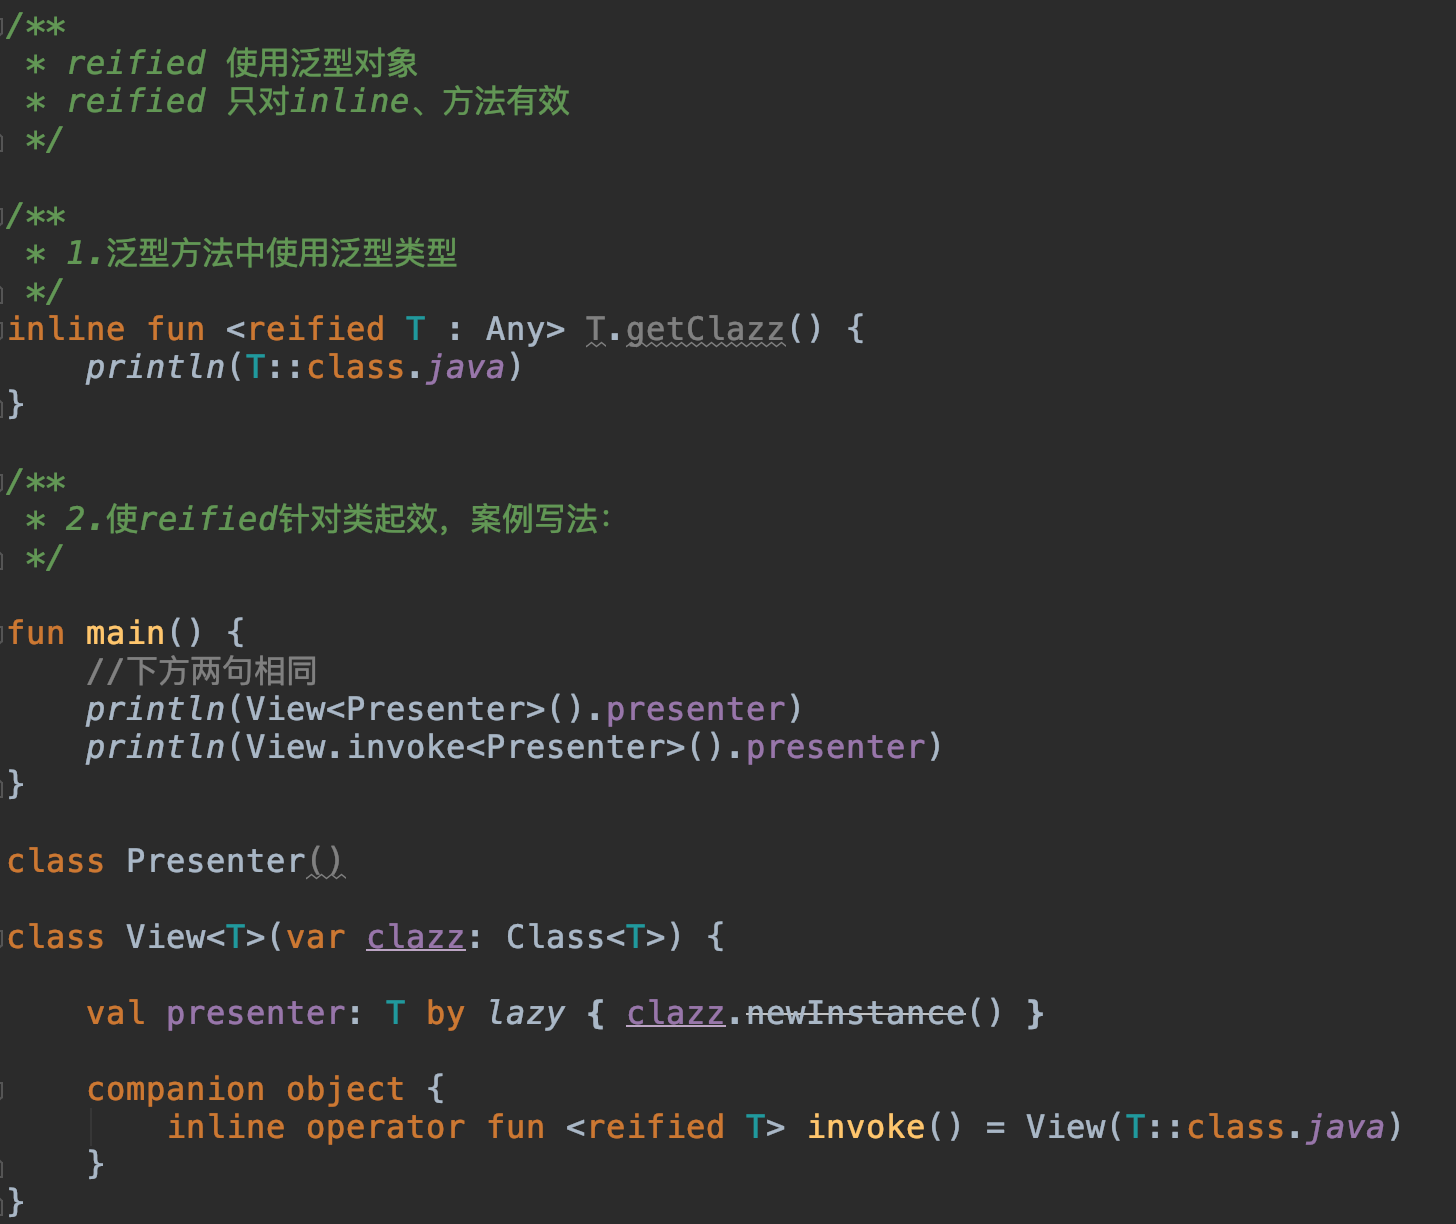 /**
 * reified 使用泛型对象
 * reified 只对inline、方法有效
 */
/**
 * 1.泛型方法中使用泛型类型
 */
inline fun <reified T : Any> T.getClazz() {
    println(T::class.java)
}
/**
 * 2.使reified针对类起效，案例写法：
 */
fun main() {
    //下方两句相同
    println(View<Presenter>().presenter)
    println(View.invoke<Presenter>().presenter)
}
class Presenter()
class View<T>(var clazz: Class<T>) {
    val presenter: T by lazy { clazz.newInstance() }
    companion object {
        inline operator fun <reified T> invoke() = View(T::class.java)
    }
}